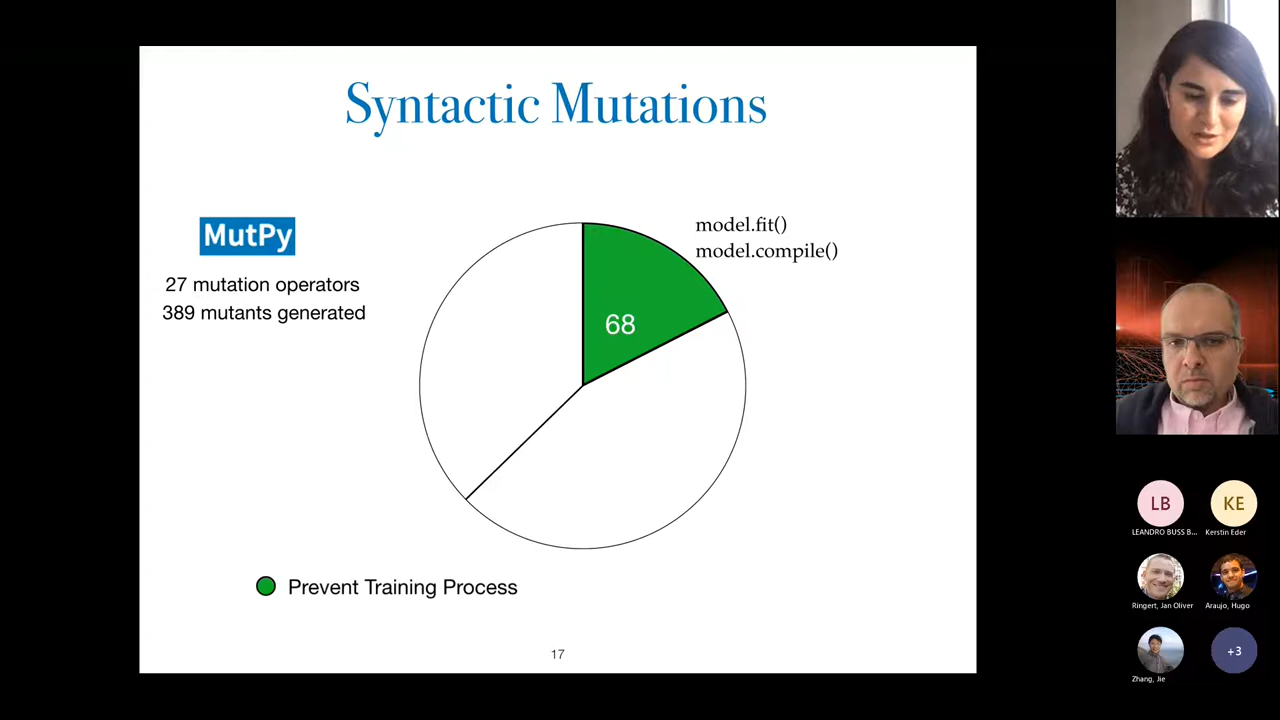 Syntactic Mutations
MutPy
27 mutation operators
389 mutants generated
model.fit()
model.compile()
68
Prevent Training Process
17
LB
KE
LEANDRO BUSS B...
Kerstin Eder
Ringert, Jan Oliver
Araujo, Hugo
Zhang, Jie
+3